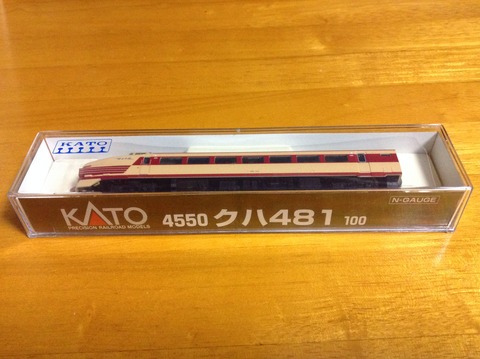 KATO
KATO
PRECISION RAILROAD MODELS
4550 クハ481 100
N-GAUGE